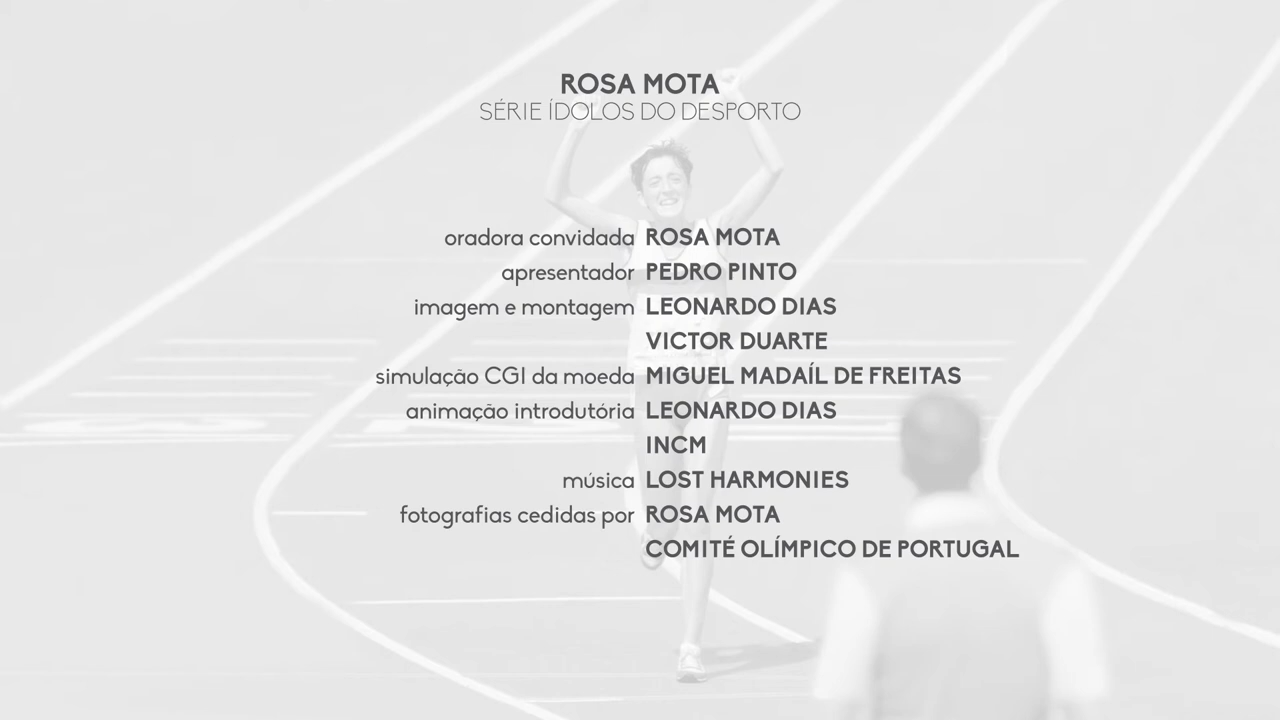 ROSA MOTA
SÉRIE ÍDOLOS DO DESPORTO
oradora convidada ROSA MOTA
apresentador PEDRO PINTO
imagem e montagem LEONARDO DIAS
VICTOR DUARTE
simulação CGI da moeda MIGUEL MADAÍL DE FREITAS
animação introdutória LEONARDO DIAS
INCM
música LOST HARMONIES
fotografias cedidas por ROSA MOTA
COMITÉ OLÍMPICO DE PORTUGAL